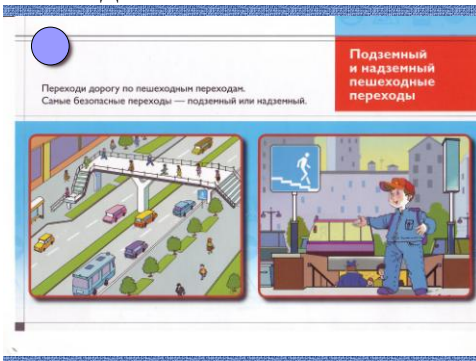 Подземный
и надземный
пешеходные
переходы
Переходи дорогу по пешеходным переходам.
Самые безопасные переходы — подземный или надземный.